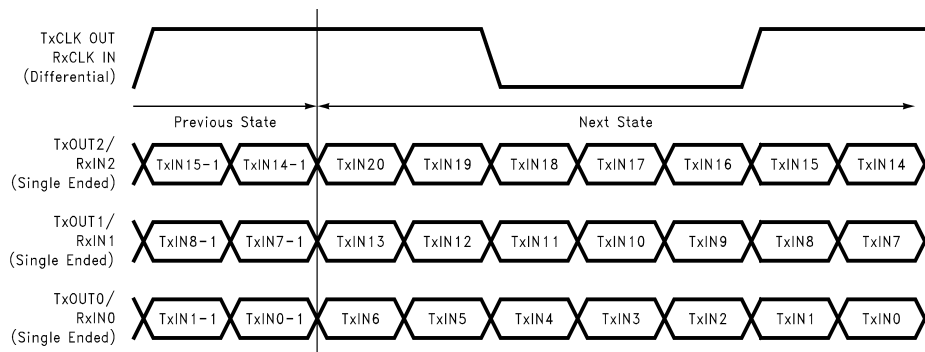 TxCLK OUT
RxCLK IN
(Differential)
Previous State
Next State
TxOUT2/
RxIN2
(Single Ended)
TxIN15-1 TxIN14-1 TxIN20 TxIN19 TxIN18 TxIN17 TxIN16 TxIN15 TxIN14
TxOUT1/
RxIN1
(Single Ended)
TxIN8-1 TxIN7-1 TxIN13 TxIN12 TxIN11 TxIN10 TxIN9 TxIN8 TxIN7
TxOUT0/
RxIN0
(Single Ended)
TxIN1-1 TxIN0-1 TxIN6 TxIN5 TxIN4 TxIN3 TxIN2 TxIN1 TxIN0